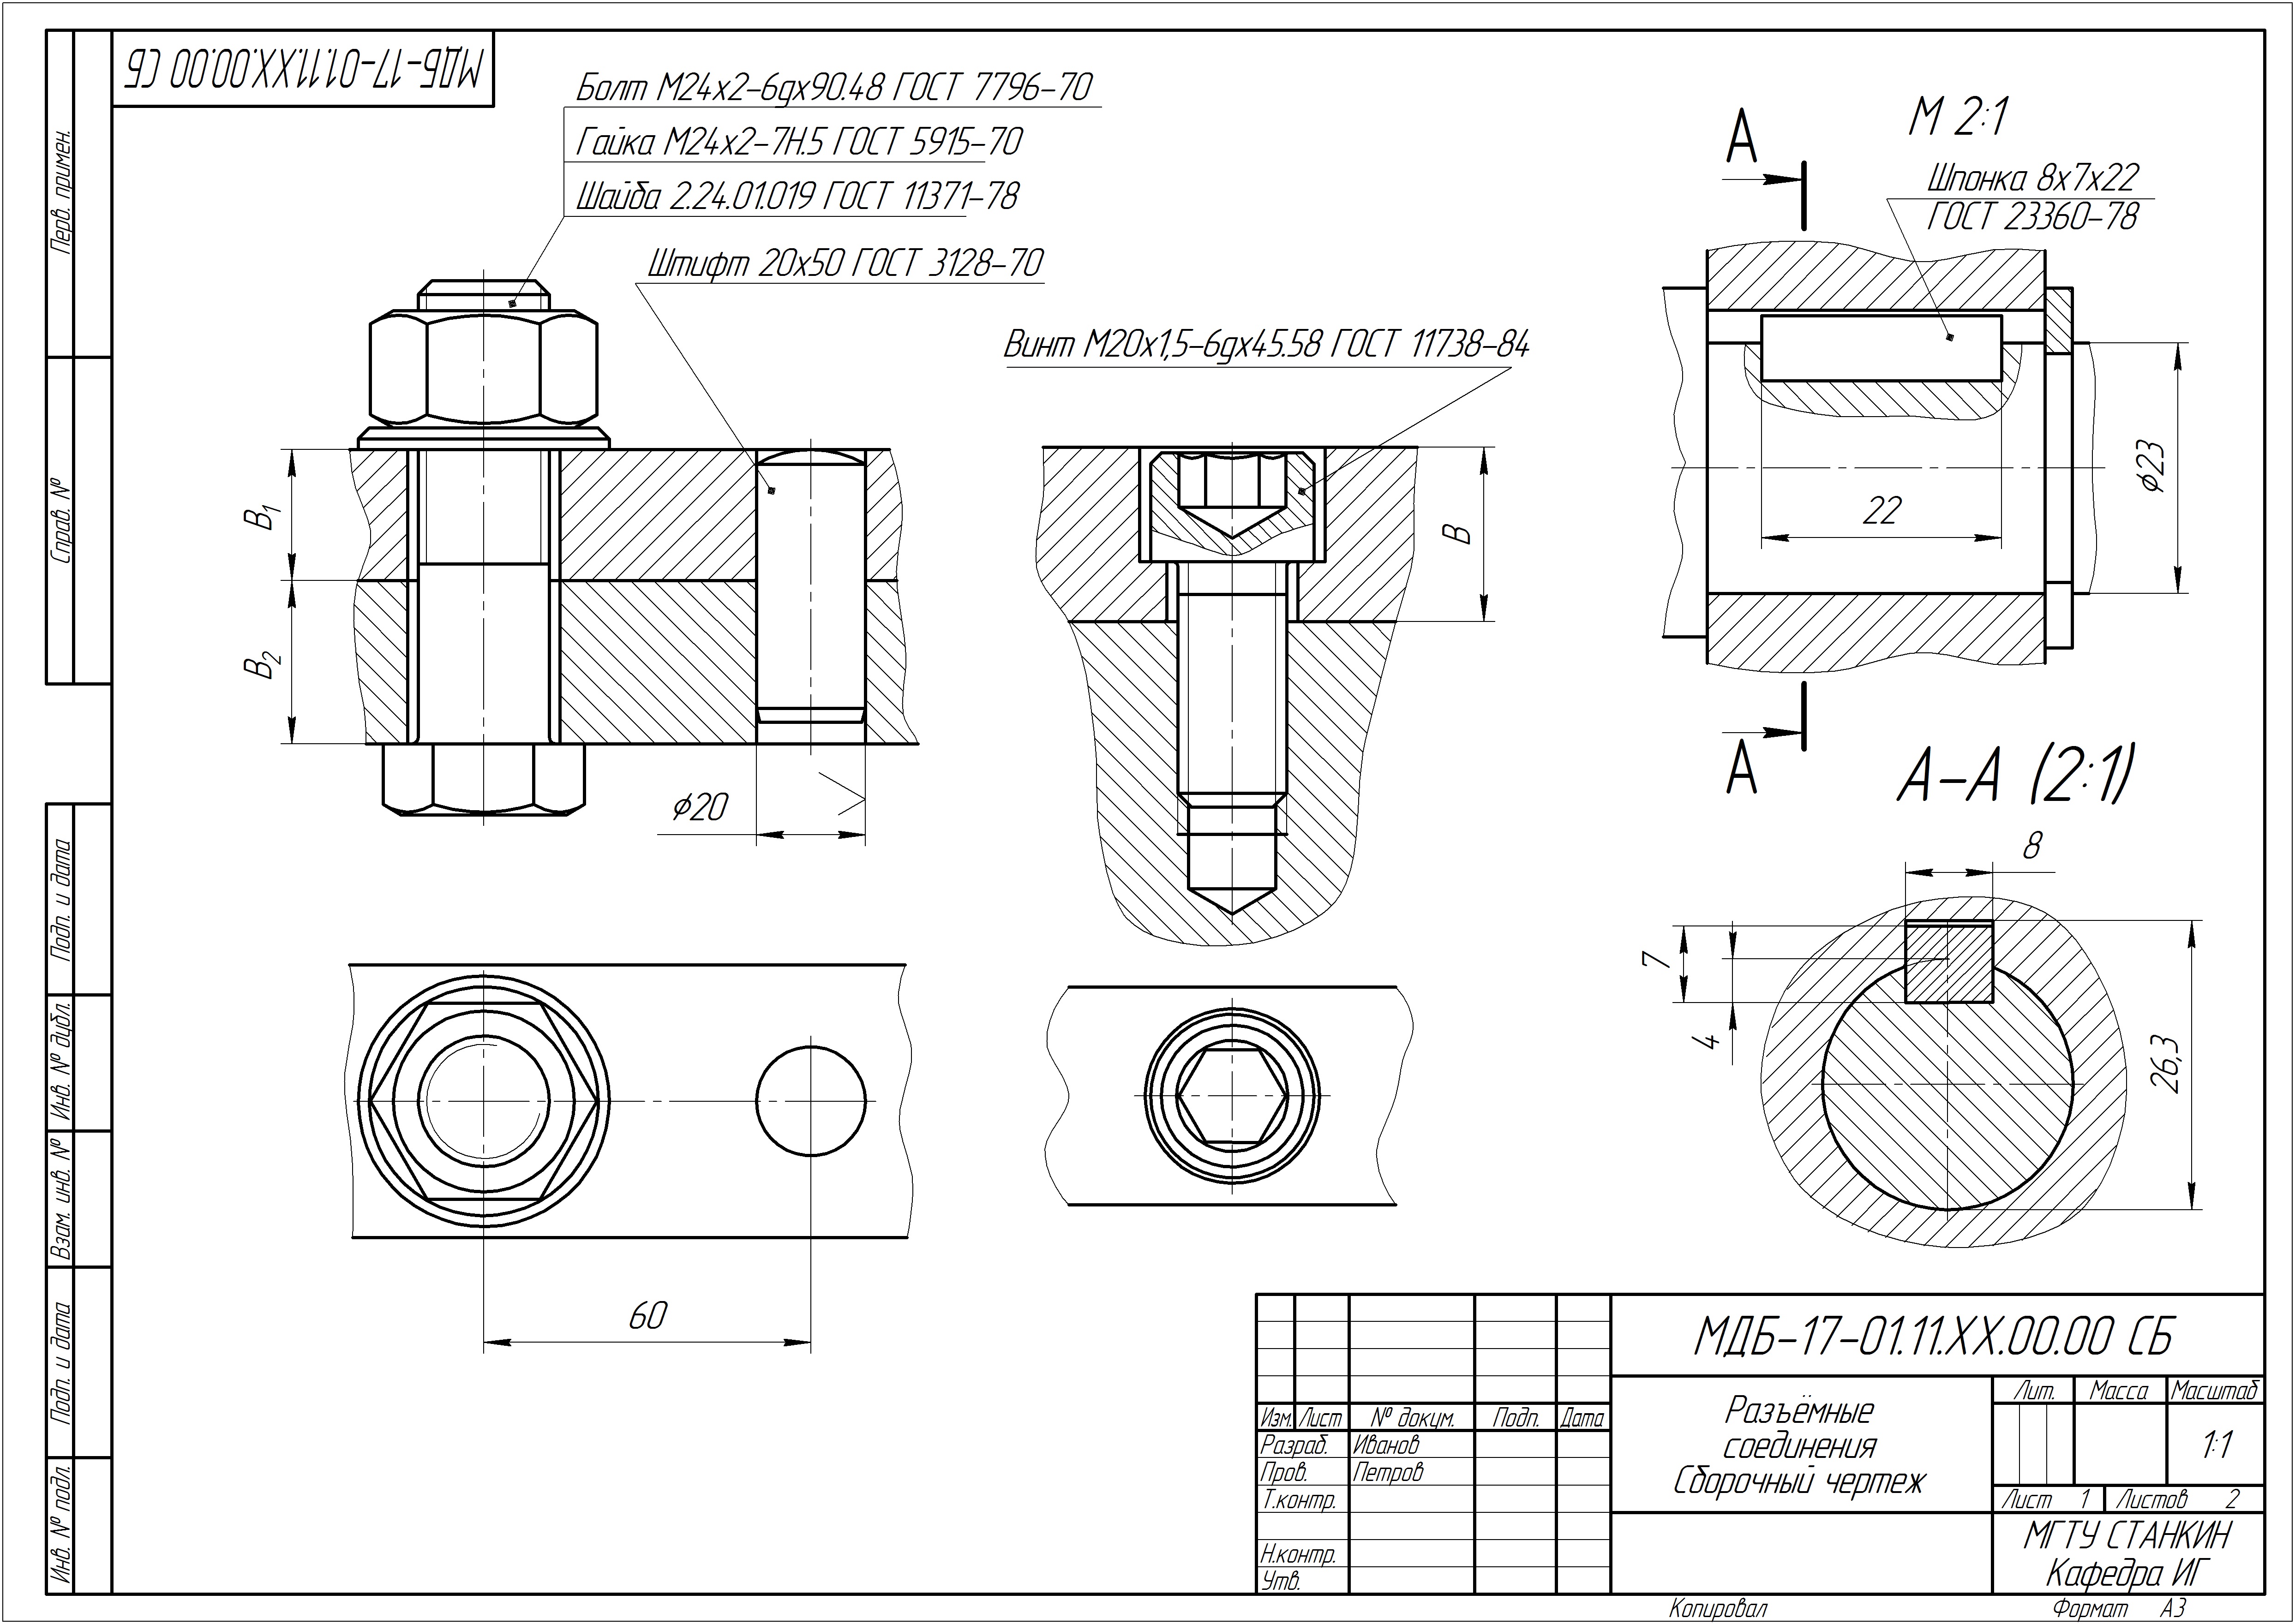 МДБ-17-01.11.XX.00.00 СБ
Перв. примен.
Справ. №
Подп. и дата
Инв. № дубл.
Взам. инв. №
Подп. и дата
Инв. № подл.
Болт М24х2-6gх90.48 ГОСТ 7796-70
Гайка М24х2-7Н.5 ГОСТ 5915-70
Шайба 2.24.01.019 ГОСТ 11371-78
Штифт 20х50 ГОСТ 3128-70
B1
B2
⌀20
60
Винт М20х1,5-6gх45.58 ГОСТ 11738-84
B
М 2:1
А
Шпонка 8х7х22
ГОСТ 23360-78
22
⌀23
А
А-А (2:1)
8
7
4
26,3
МДБ-17-01.11.XX.00.00 СБ
Разъёмные
соединения
Сборочный чертеж
Лит. Масса Масштаб
1:1
Лист 1 Листов 2
МГТУ СТАНКИН
Кафедра ИГ
Изм. Лист № докум. Подп. Дата
Разраб. Иванов
Пров. Петров
Т.контр.
Н.контр.
Утв.
Копировал Формат А3